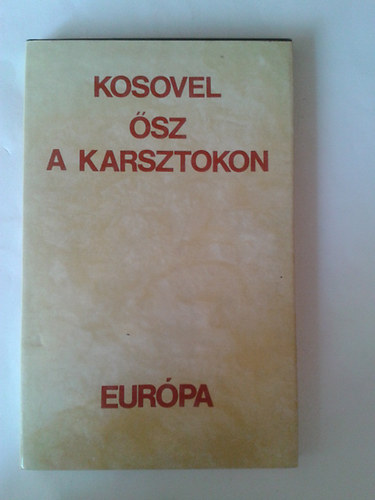 KOSOVEL
ŐSZ
A KARSZTOKON
EURÓPA